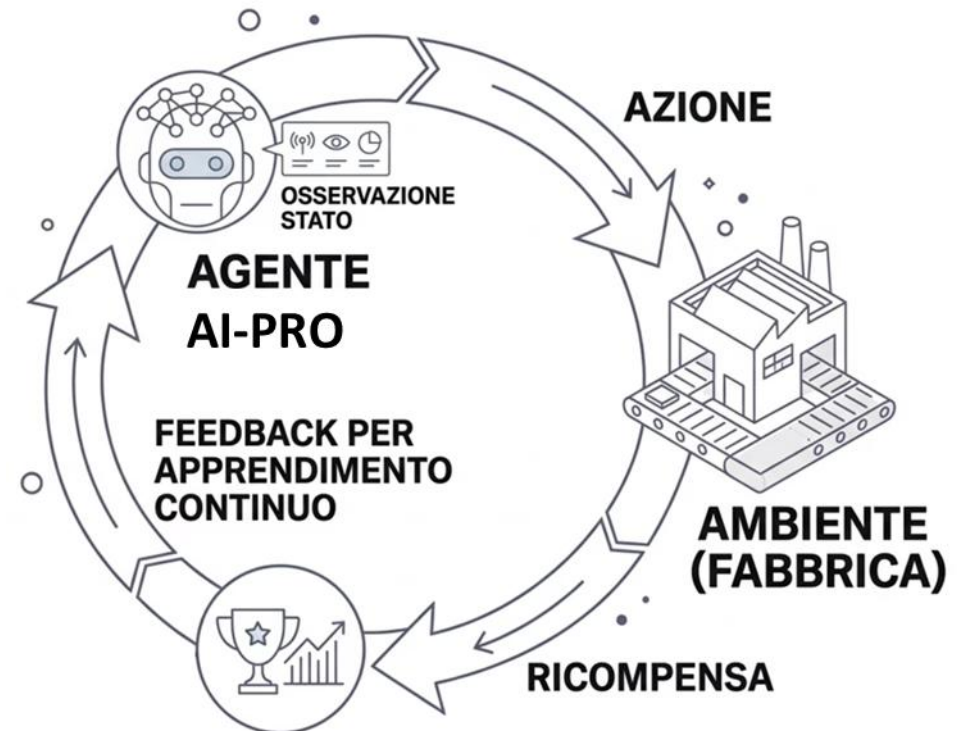 AZIONE
OSSERVAZIONE
STATO
AGENTE
AI-PRO
FEEDBACK PER
APPRENDIMENTO
CONTINUO
AMBIENTE
(FABBRICA)
RICOMPENSA